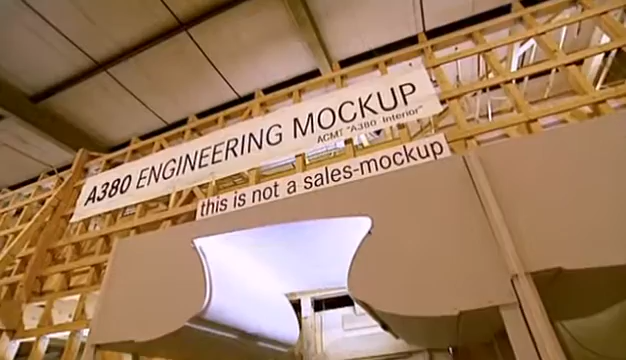 A380 ENGINEERING MOCKUP
ACMT "A380 Interior"
this is not a sales-mockup